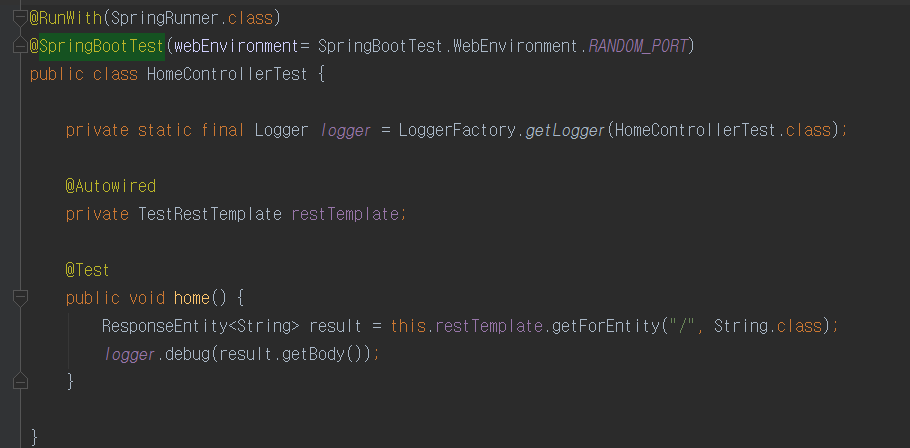 @RunWith(SpringRunner.class)
@SpringBootTest(webEnvironment= SpringBootTest.WebEnvironment.RANDOM_PORT)
public class HomeControllerTest {
private static final Logger logger = LoggerFactory.getLogger(HomeControllerTest.class);
@Autowired
private TestRestTemplate restTemplate;
@Test
public void home() {
ResponseEntity<String> result = this.restTemplate.getForEntity("/", String.class);
logger.debug(result.getBody());
}
}